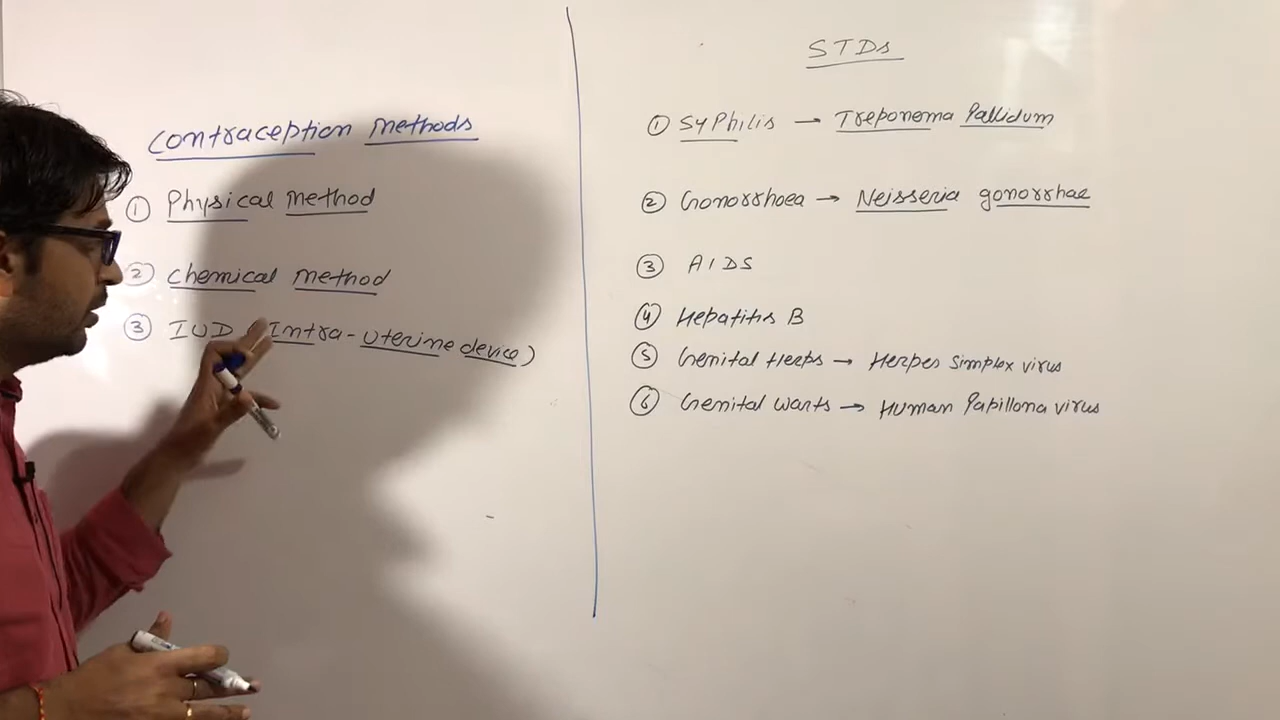 Contraception Methods
① Physical Method
② Chemical Method
③ IUD (Intra-uterine device)
STDs
① Syphilis → Treponema Pallidum
② Gonorrhoea → Neisseria gonorrhae
③ AIDS
④ Hepatitis B
⑤ Genital Herps → Herpes Simplex virus
⑥ Genital Warts → Human Papillona virus